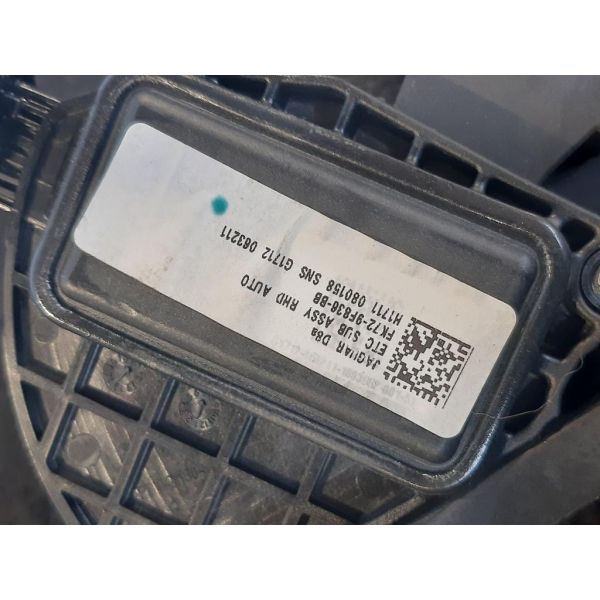 JAGUAR D8a
ETC SUB ASSY RHD AUTO
FK72-9F836-BB
H1711 080158 SNS G1712 063211